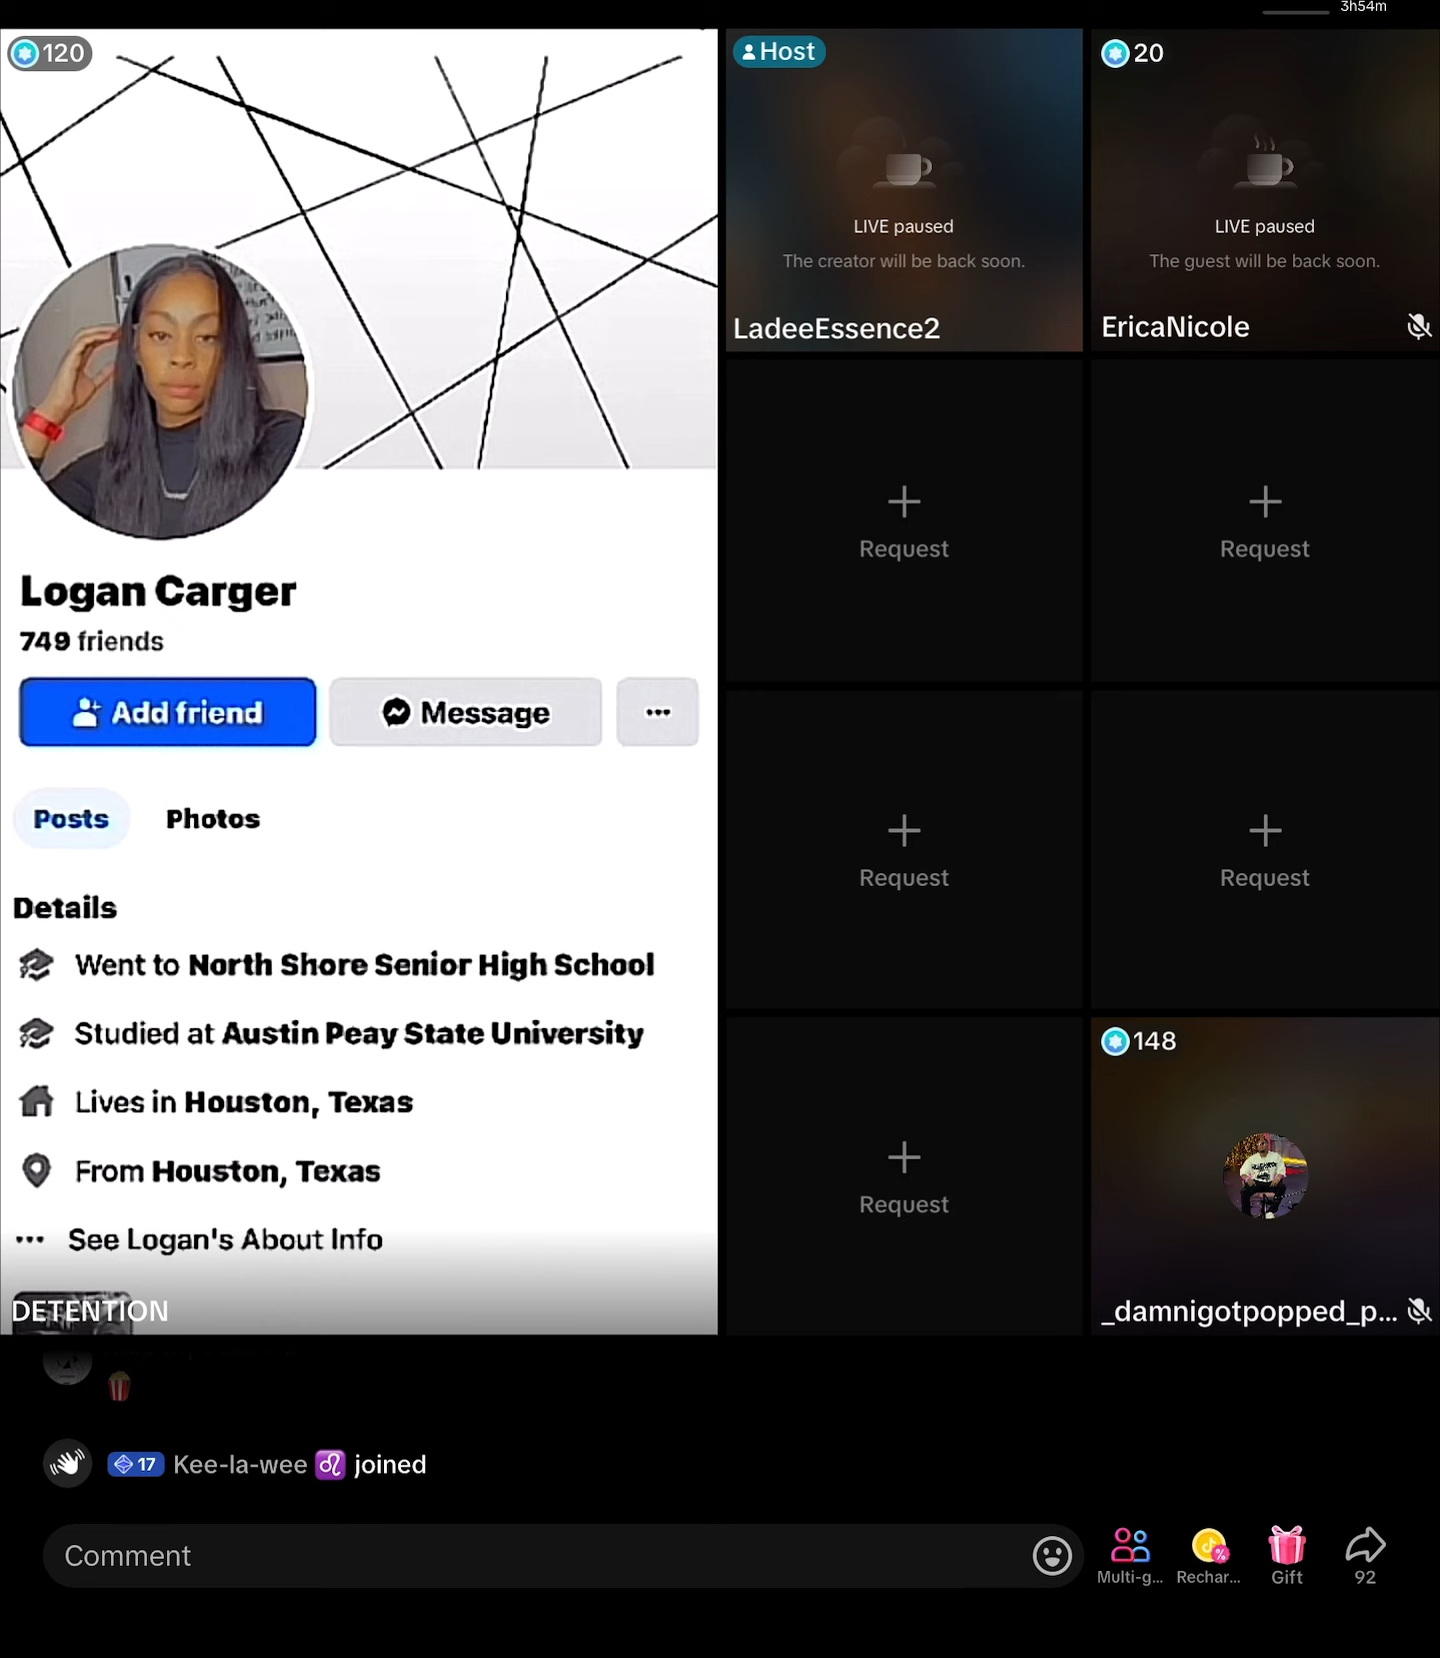 3h54m
120
Host
20
LIVE paused
The creator will be back soon.
LadeeEssence2
LIVE paused
The guest will be back soon.
EricaNicole
Logan Carger
749 friends
Add friend
Message
Posts
Photos
Details
Went to North Shore Senior High School
Studied at Austin Peay State University
Lives in Houston, Texas
From Houston, Texas
See Logan's About Info
DETENTION
Request
Request
Request
Request
Request
148
_damnigotpopped_p...
17 Kee-la-wee joined
Comment
Multi-g...
Rechar...
Gift
92